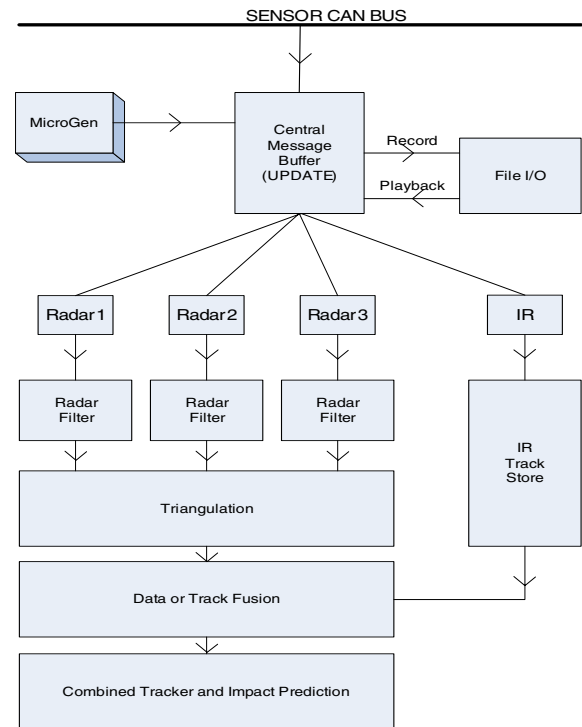 SENSOR CAN BUS
MicroGen
Central
Message
Buffer
(UPDATE)
Record
Playback
File I/O
Radar1
Radar2
Radar3
IR
Radar
Filter
Radar
Filter
Radar
Filter
IR
Track
Store
Triangulation
Data or Track Fusion
Combined Tracker and Impact Prediction